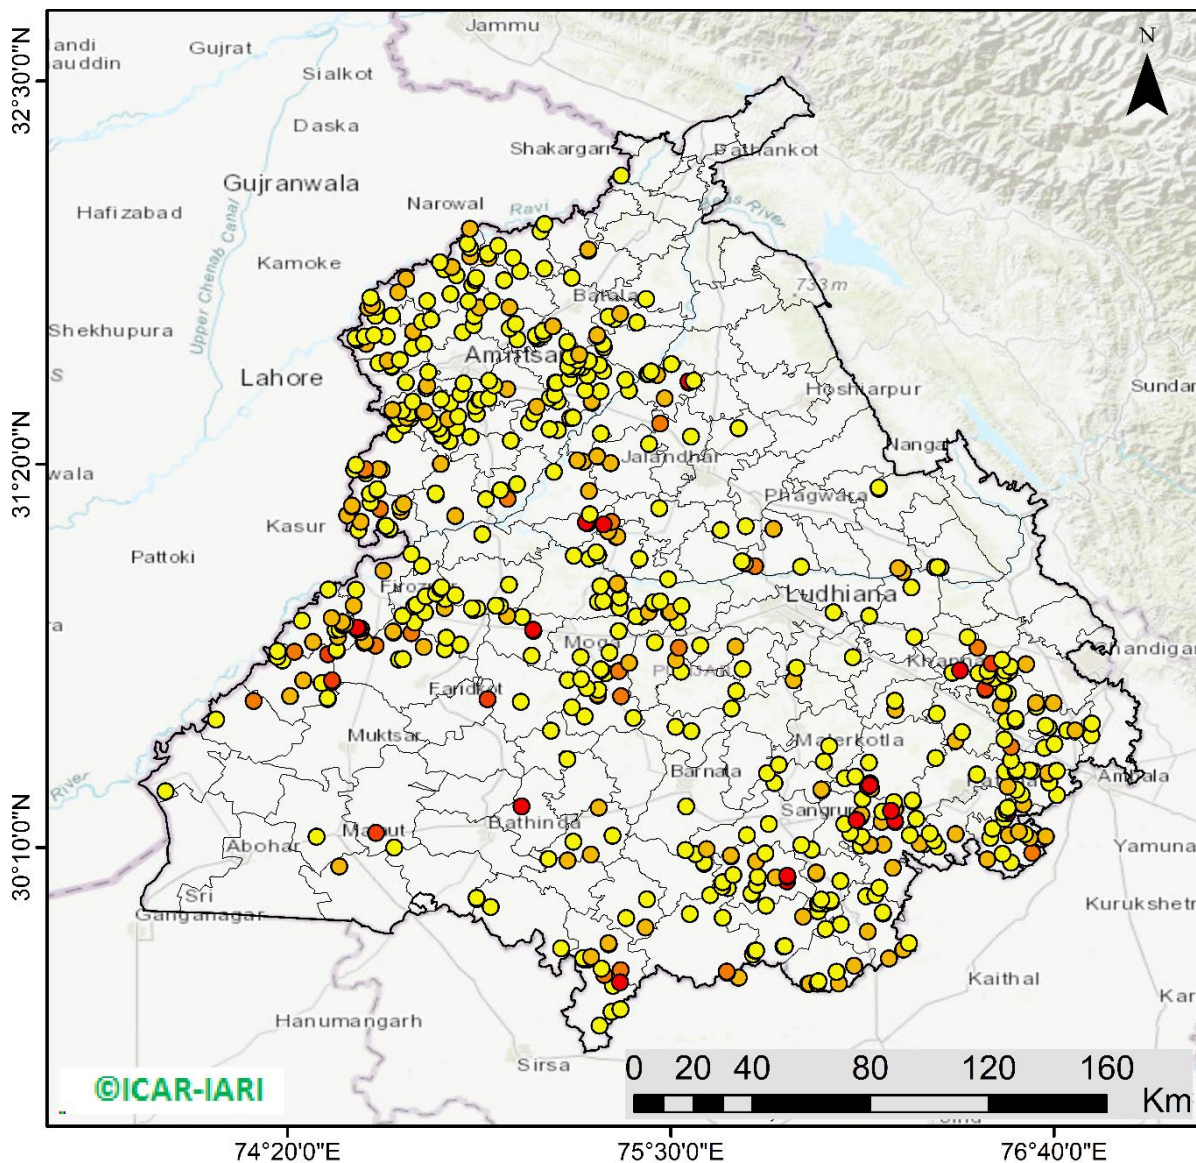 Jammu
N
32°30'0"N
andi
auddin
Gujrat
Sialkot
Daska
Shakargarh
Pathankot
Gujranwala
Hafizabad
Narowal
Ravi
River
Upper Chenab Canal
Kamoke
Batala
733 m
Shekhupura
S
Lahore
Amritsar
Hoshiarpur
Sundar
31°20'0"N
wala
Nangal
Jalandhar
Phagwara
Kasur
Pattoki
Firozpur
Ludhiana
ra
Moga
Khanna
Chandigarh
Faridkot
Muktsar
Malerkotla
River
Barnala
Ambala
Sangrur
Bathinda
Malout
30°10'0"N
Abohar
Yamuna
Sri
Ganganagar
Kurukshetr
Kaithal
Kar
Hanumangarh
Sirsa
©ICAR-IARI
0 20 40 80 120 160
Km
74°20'0"E 75°30'0"E 76°40'0"E